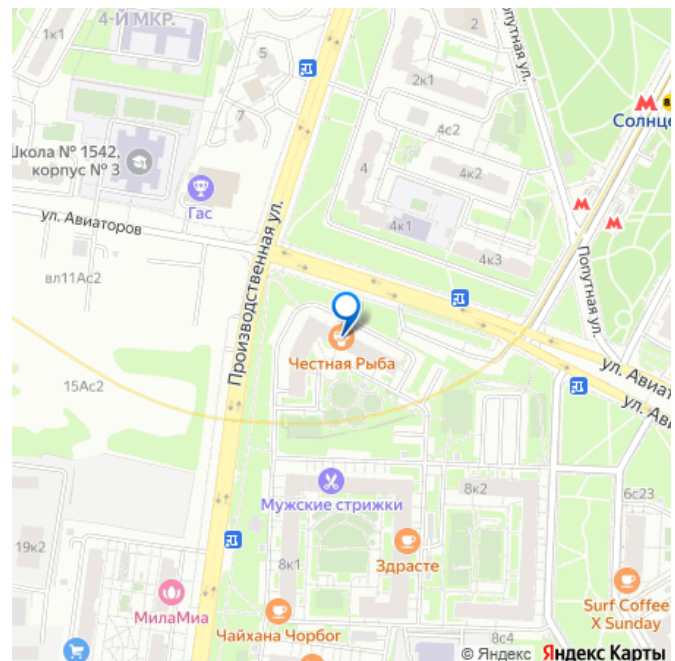 4-Й МКР.
1к1
5
7
2
2к1
4с2
4
4к2
4к1
4к3
Попутная ул.
Солнце
Школа № 1542,
корпус № 3
Гас
ул. Авиаторов
Производственная ул.
вл11Ас2
15Ас2
Честная Рыба
Попутная ул.
ул. Авиат
ул. Ави
Мужские стрижки
8к2
6с23
19к2
8к1
Здрасте
МилаМиа
Surf Coffee
X Sunday
Чайхана Чорбог
8с4
© Яндекс Яндекс Карты